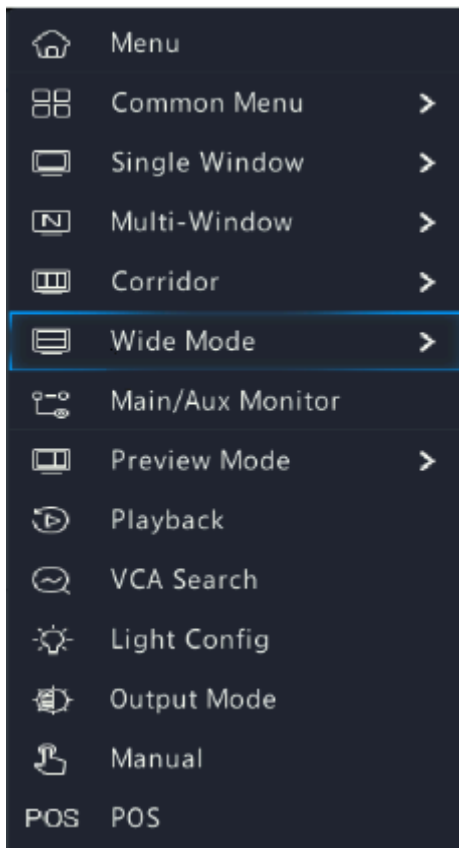 Menu
Common Menu
Single Window
N Multi-Window
Corridor
Wide Mode
Main/Aux Monitor
Preview Mode
Playback
VCA Search
Light Config
Output Mode
Manual
POS POS